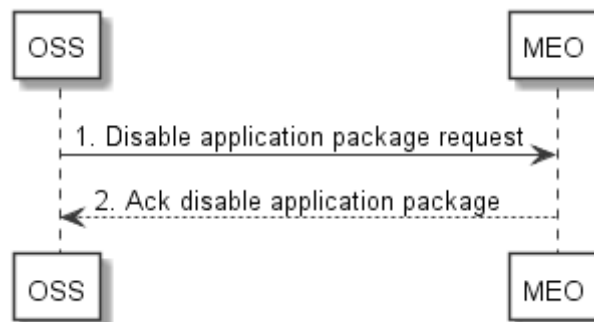 OSS
MEO
1. Disable application package request
2. Ack disable application package
OSS
MEO